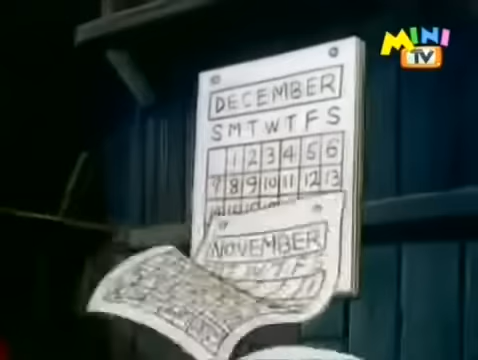 MINI
TV
DECEMBER
S M T W T F S
1 2 3 4 5 6
7 8 9 10 11 12 13
NOVEMBER
W T F